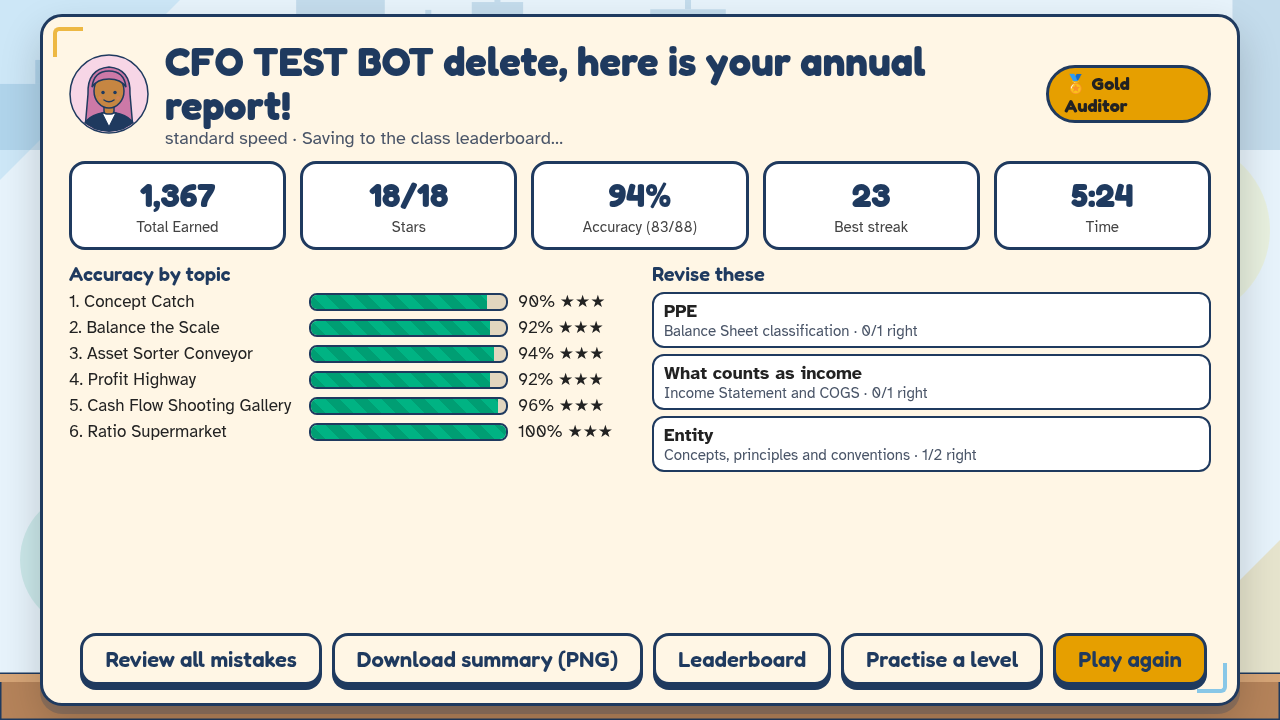 CFO TEST BOT delete, here is your annual
report!
standard speed · Saving to the class leaderboard...
🏅 Gold
Auditor
1,367
Total Earned
18/18
Stars
94%
Accuracy (83/88)
23
Best streak
5:24
Time
Accuracy by topic
1. Concept Catch 90% ★★★
2. Balance the Scale 92% ★★★
3. Asset Sorter Conveyor 94% ★★★
4. Profit Highway 92% ★★★
5. Cash Flow Shooting Gallery 96% ★★★
6. Ratio Supermarket 100% ★★★
Revise these
PPE
Balance Sheet classification · 0/1 right
What counts as income
Income Statement and COGS · 0/1 right
Entity
Concepts, principles and conventions · 1/2 right
Review all mistakes
Download summary (PNG)
Leaderboard
Practise a level
Play again